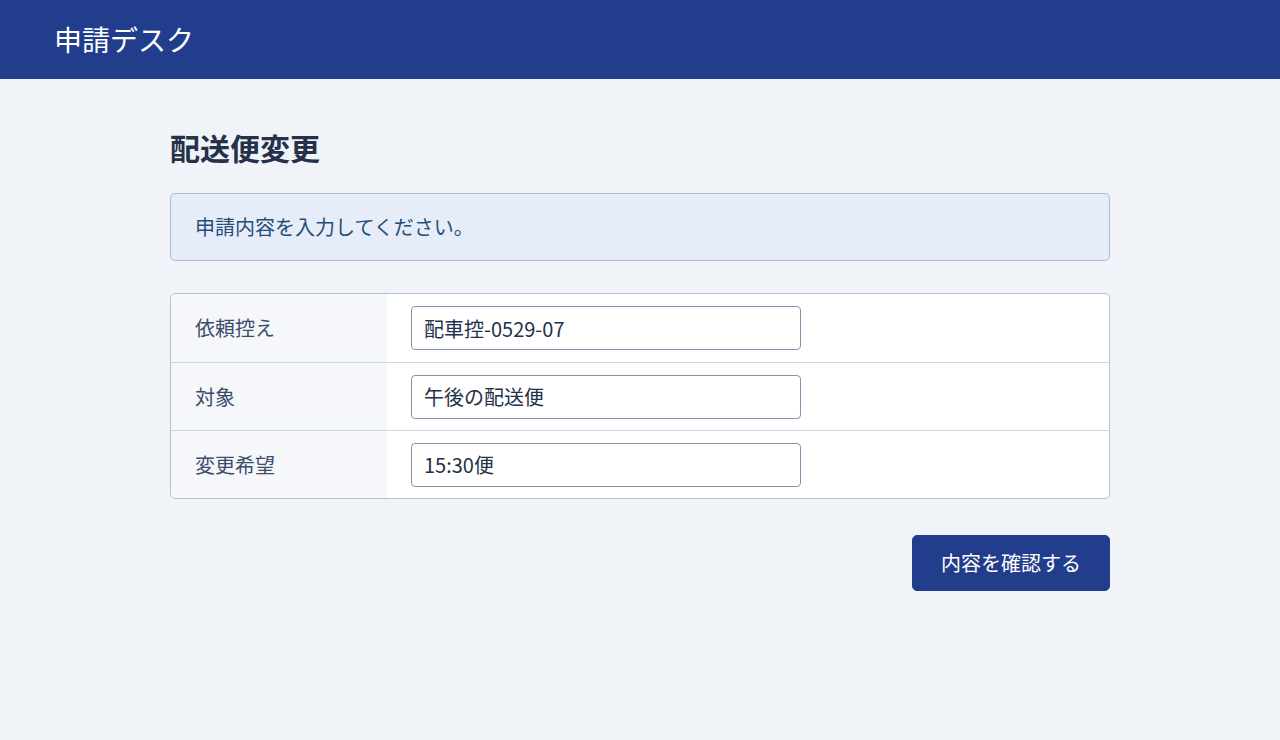 申請デスク
配送便変更
申請内容を入力してください。
依頼控え
配車控-0529-07
対象
午後の配送便
変更希望
15:30便
内容を確認する